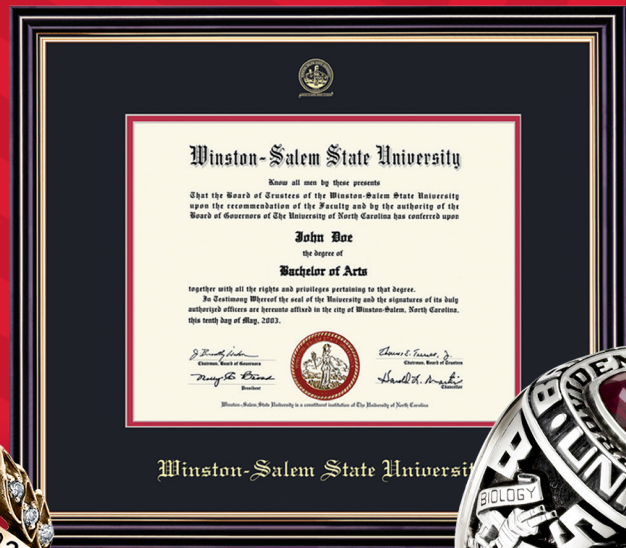 Winston-Salem State University
Know all men by these presents
That the Board of Trustees of the Winston-Salem State University
upon the recommendation of the Faculty and by the authority of the
Board of Governors of The University of North Carolina has conferred upon
John Doe
the degree of
Bachelor of Arts
together with all the rights and privileges pertaining to that degree.
In Testimony Whereof the seal of the University and the signatures of its duly
authorized officers are hereunto affixed in the city of Winston-Salem, North Carolina,
this tenth day of May, 2003.
Chairman, Board of Governors
Chairman, Board of Trustees
President
Chancellor
Winston-Salem State University is a constituent institution of The University of North Carolina
Winston-Salem State Universit
BIOLOGY